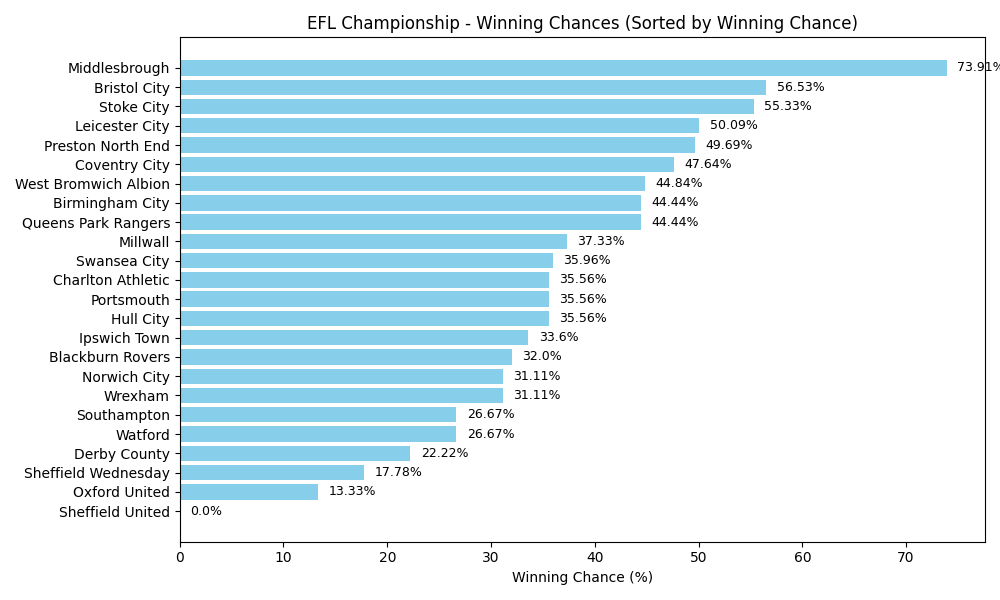 EFL Championship - Winning Chances (Sorted by Winning Chance)
Middlesbrough 73.91%
Bristol City 56.53%
Stoke City 55.33%
Leicester City 50.09%
Preston North End 49.69%
Coventry City 47.64%
West Bromwich Albion 44.84%
Birmingham City 44.44%
Queens Park Rangers 44.44%
Millwall 37.33%
Swansea City 35.96%
Charlton Athletic 35.56%
Portsmouth 35.56%
Hull City 35.56%
Ipswich Town 33.6%
Blackburn Rovers 32.0%
Norwich City 31.11%
Wrexham 31.11%
Southampton 26.67%
Watford 26.67%
Derby County 22.22%
Sheffield Wednesday 17.78%
Oxford United 13.33%
Sheffield United 0.0%
0 10 20 30 40 50 60 70
Winning Chance (%)